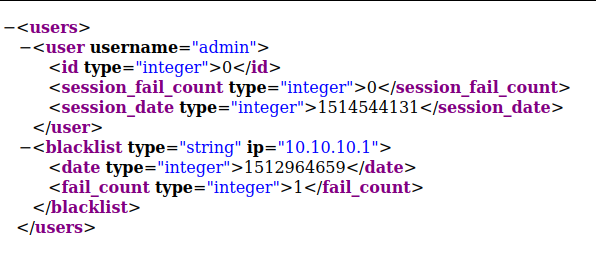 −<users>
−<user username="admin">
<id type="integer">0</id>
<session_fail_count type="integer">0</session_fail_count>
<session_date type="integer">1514544131</session_date>
</user>
−<blacklist type="string" ip="10.10.10.1">
<date type="integer">1512964659</date>
<fail_count type="integer">1</fail_count>
</blacklist>
</users>